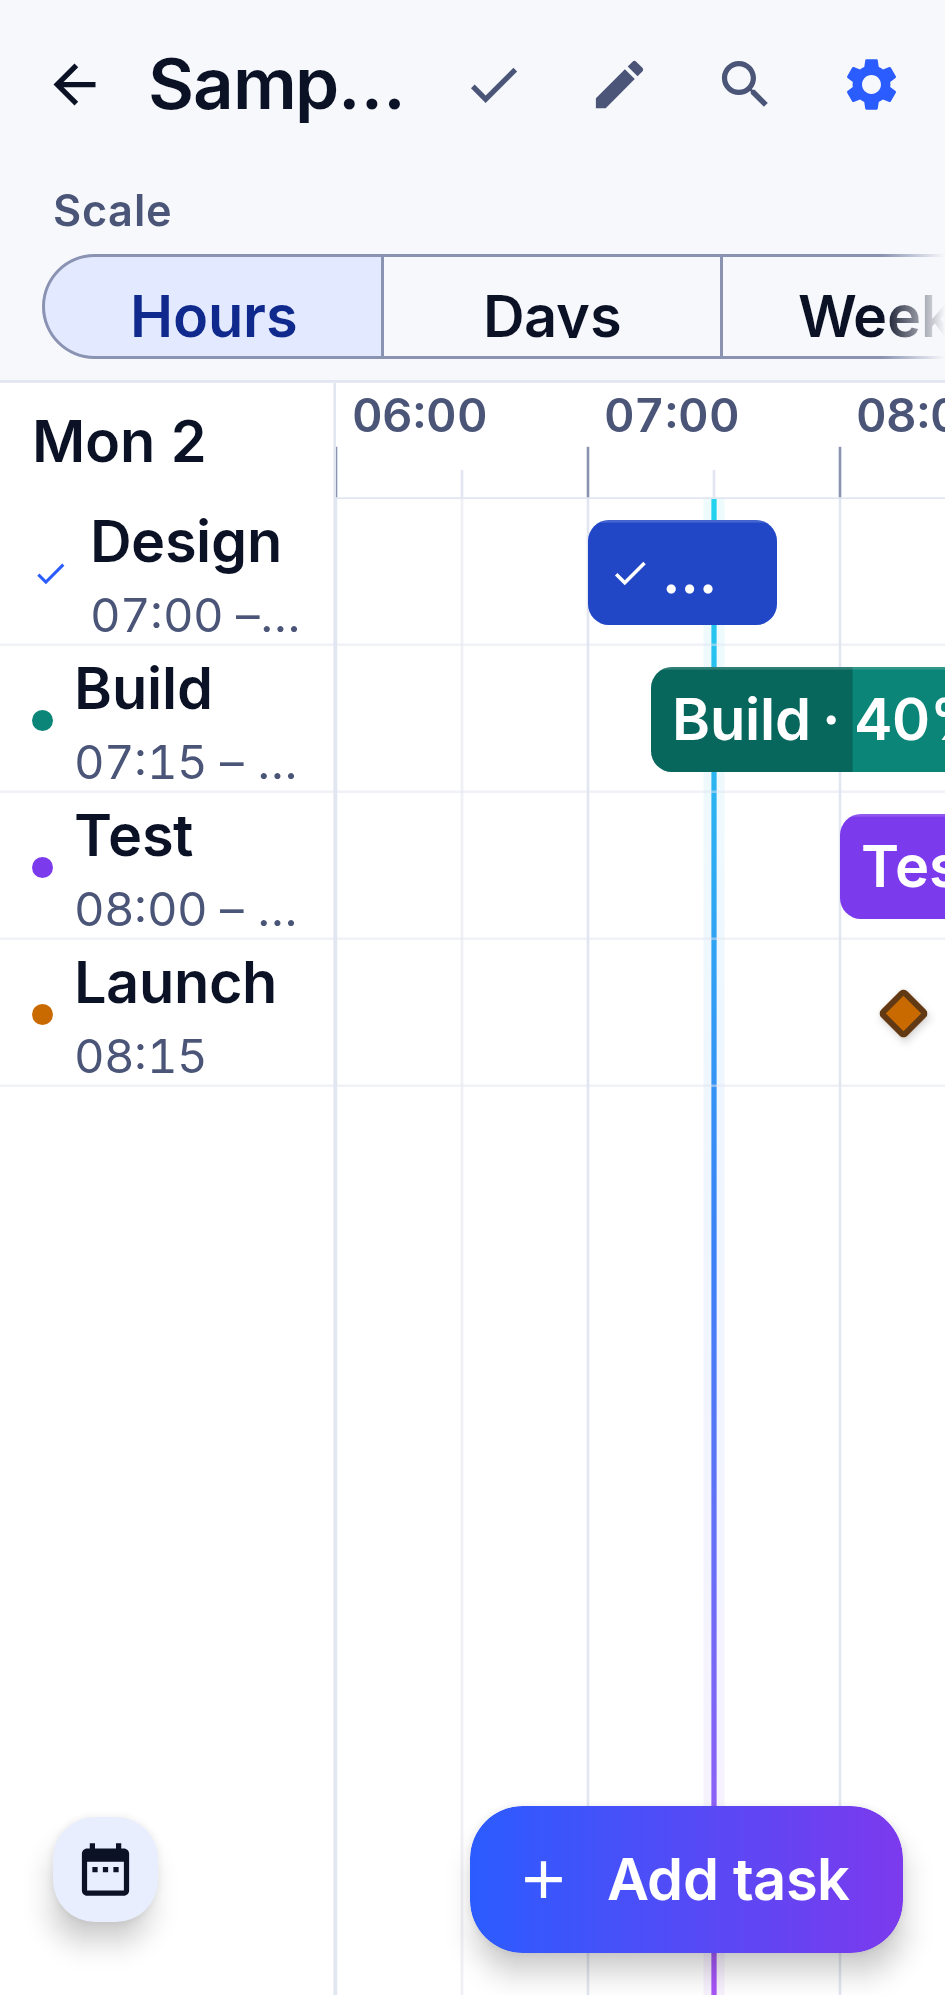 Samp...
Scale
Hours Days Week
Mon 2
06:00 07:00 08:0
Design
07:00 –...
...
Build
07:15 – ...
Build · 40%
Test
08:00 – ...
Tes
Launch
08:15
Add task